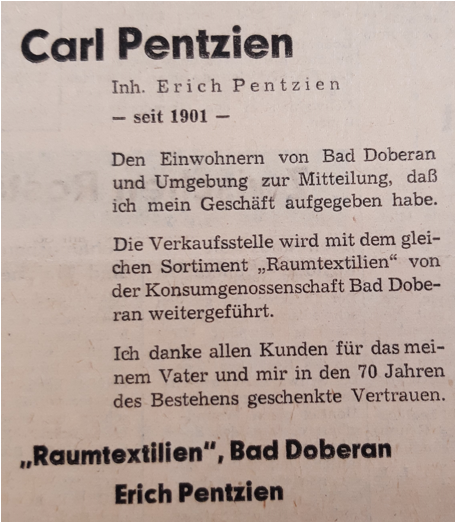 Carl Pentzien
Inh. Erich Pentzien
— seit 1901 —
Den Einwohnern von Bad Doberan
und Umgebung zur Mitteilung, daß
ich mein Geschäft aufgegeben habe.
Die Verkaufsstelle wird mit dem glei-
chen Sortiment „Raumtextilien“ von
der Konsumgenossenschaft Bad Dobe-
ran weitergeführt.
Ich danke allen Kunden für das mei-
nem Vater und mir in den 70 Jahren
des Bestehens geschenkte Vertrauen.
„Raumtextilien“, Bad Doberan
Erich Pentzien